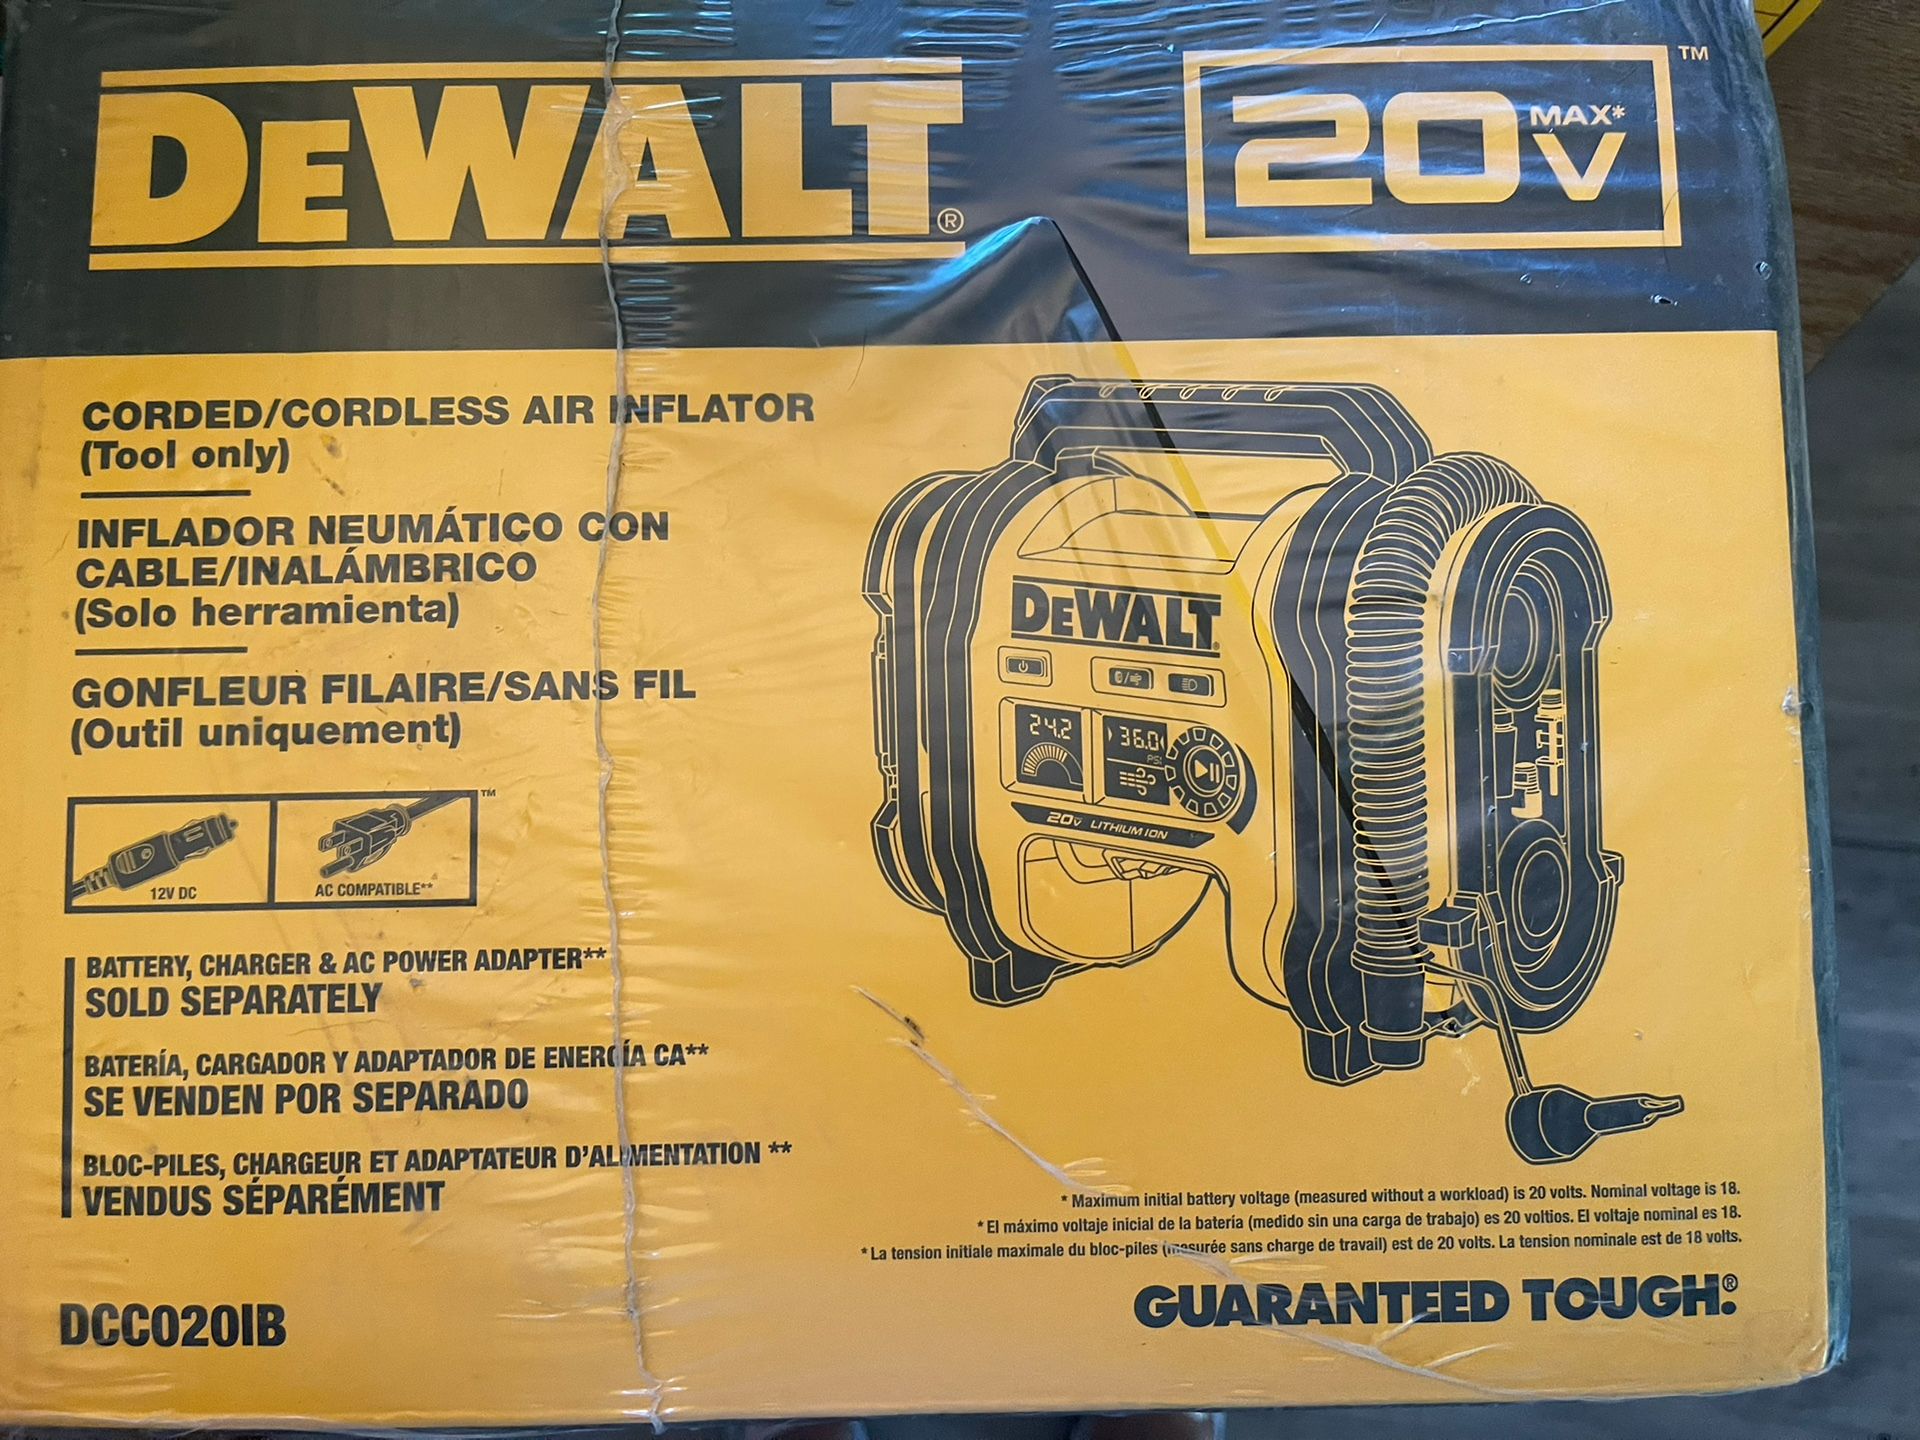 DEWALT®
20V MAX* ™
CORDED/CORDLESS AIR INFLATOR
(Tool only)
INFLADOR NEUMÁTICO CON
CABLE/INALÁMBRICO
(Solo herramienta)
GONFLEUR FILAIRE/SANS FIL
(Outil uniquement)
12V DC
AC COMPATIBLE**
™
BATTERY, CHARGER & AC POWER ADAPTER**
SOLD SEPARATELY
BATERÍA, CARGADOR Y ADAPTADOR DE ENERGÍA CA**
SE VENDEN POR SEPARADO
BLOC-PILES, CHARGEUR ET ADAPTATEUR D'ALIMENTATION **
VENDUS SÉPARÉMENT
DCC020IB
DEWALT®
24.2
36.0
PSI
20V LITHIUM ION
* Maximum initial battery voltage (measured without a workload) is 20 volts. Nominal voltage is 18.
* El máximo voltaje inicial de la batería (medido sin una carga de trabajo) es 20 voltios. El voltaje nominal es 18.
* La tension initiale maximale du bloc-piles (mesurée sans charge de travail) est de 20 volts. La tension nominale est de 18 volts.
GUARANTEED TOUGH.®